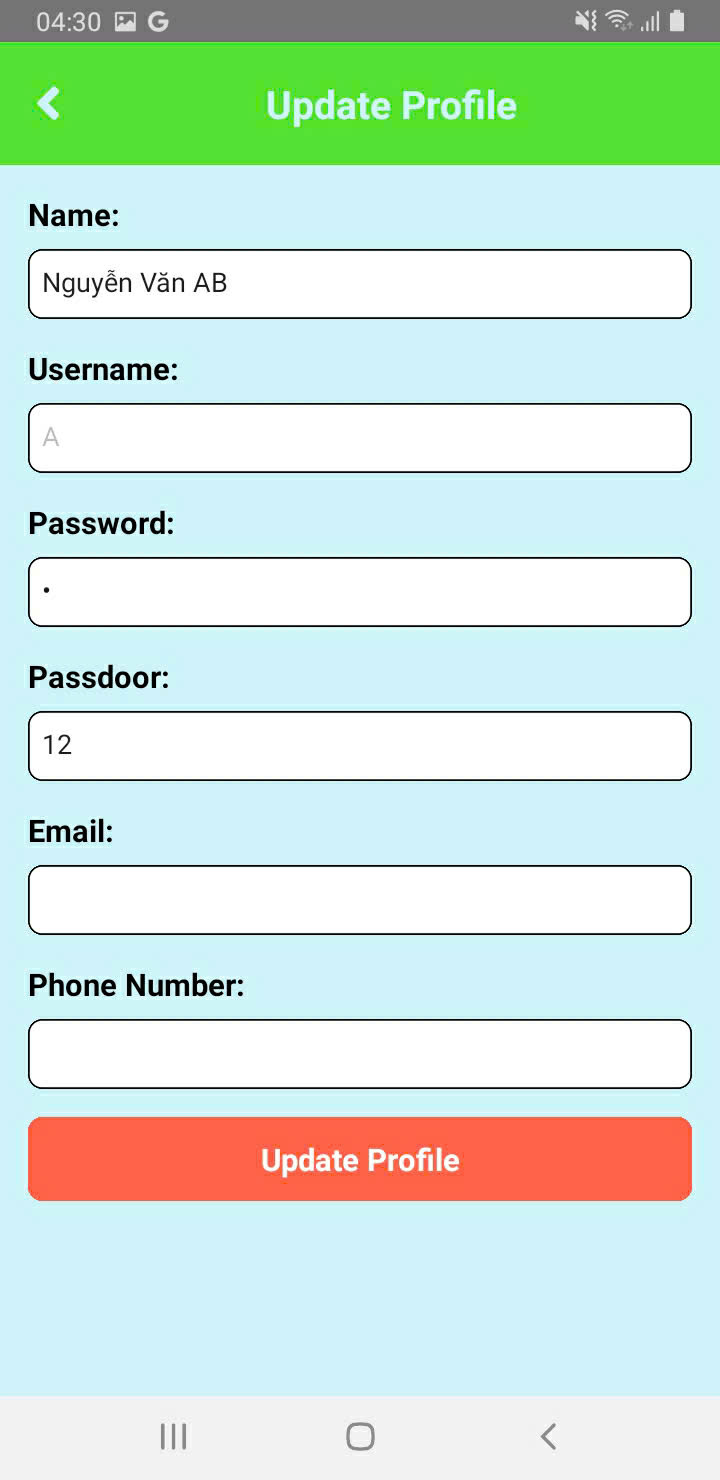 04:30 G
Update Profile
Name:
Nguyễn Văn AB
Username:
A
Password:
•
Passdoor:
12
Email:
Phone Number:
Update Profile